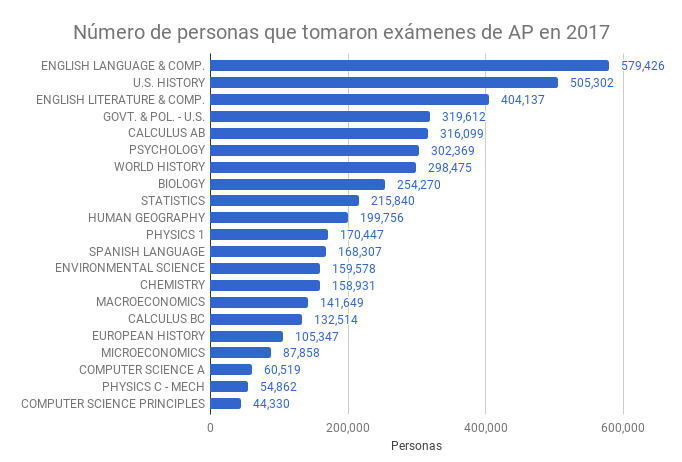 Número de personas que tomaron exámenes de AP en 2017
ENGLISH LANGUAGE & COMP. 579,426
U.S. HISTORY 505,302
ENGLISH LITERATURE & COMP. 404,137
GOVT. & POL. - U.S. 319,612
CALCULUS AB 316,099
PSYCHOLOGY 302,369
WORLD HISTORY 298,475
BIOLOGY 254,270
STATISTICS 215,840
HUMAN GEOGRAPHY 199,756
PHYSICS 1 170,447
SPANISH LANGUAGE 168,307
ENVIRONMENTAL SCIENCE 159,578
CHEMISTRY 158,931
MACROECONOMICS 141,649
CALCULUS BC 132,514
EUROPEAN HISTORY 105,347
MICROECONOMICS 87,858
COMPUTER SCIENCE A 60,519
PHYSICS C - MECH 54,862
COMPUTER SCIENCE PRINCIPLES 44,330
0 200,000 400,000 600,000
Personas